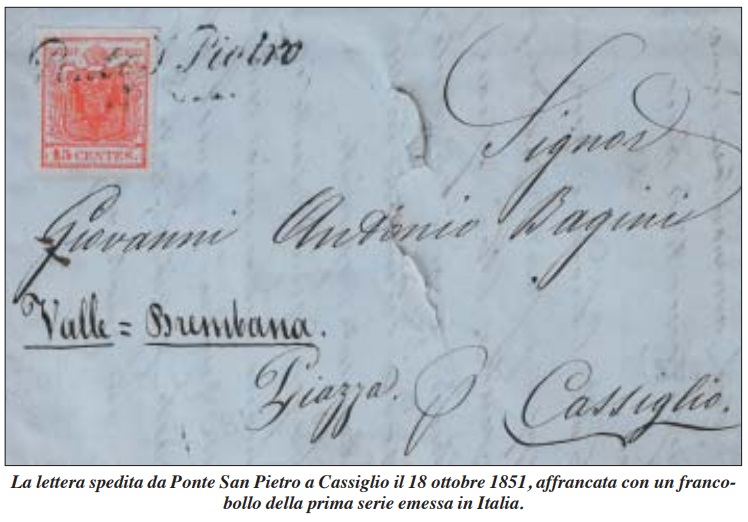 Pietro
15 CENTES.
Signor
Giovanni Antonio Bagini
Valle = Brembana.
Piazza. p Cassiglio.
La lettera spedita da Ponte San Pietro a Cassiglio il 18 ottobre 1851, affrancata con un franco-
bollo della prima serie emessa in Italia.